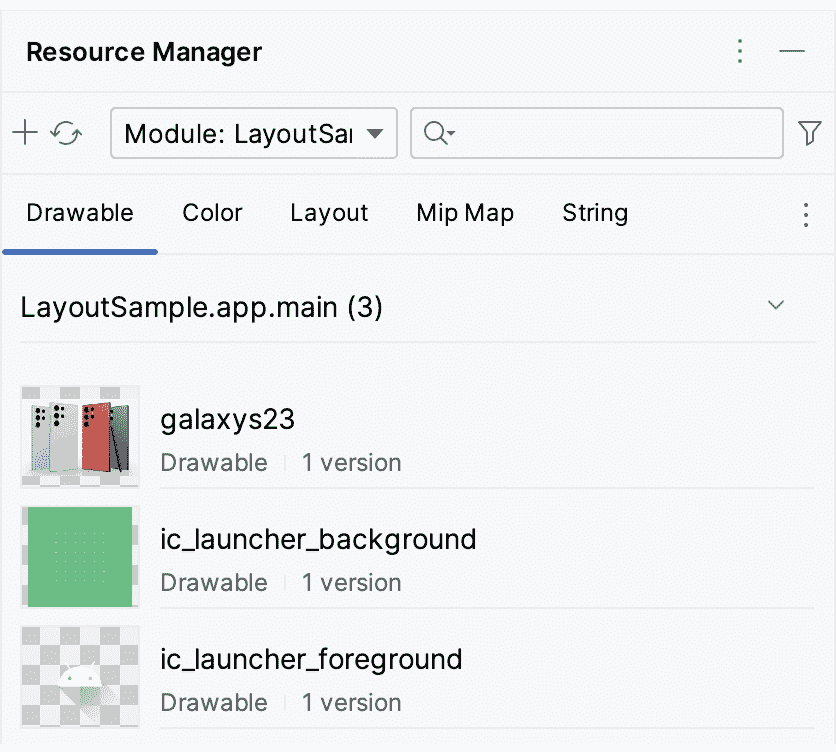 Resource Manager
Module: LayoutSa
Drawable Color Layout Mip Map String
LayoutSample.app.main (3)
galaxys23
Drawable 1 version
ic_launcher_background
Drawable 1 version
ic_launcher_foreground
Drawable 1 version